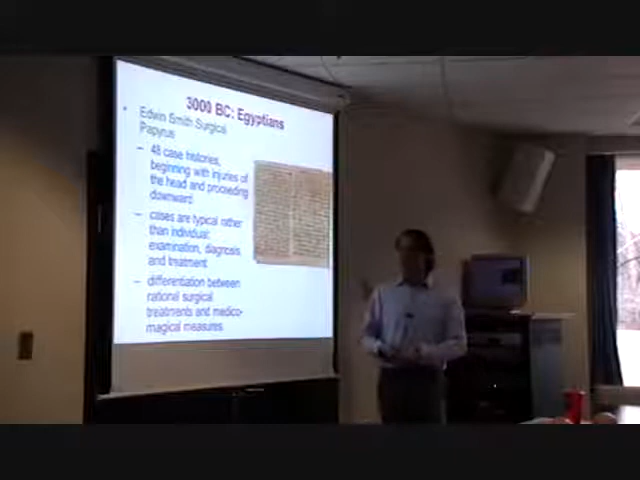 3000 BC: Egyptians
• Edwin Smith Surgical
Papyrus
– 48 case histories,
beginning with injuries of
the head and proceeding
downward
– cases are typical rather
than individual:
examination, diagnosis
and treatment
– differentiation between
rational surgical
treatments and medico-
magical measures.